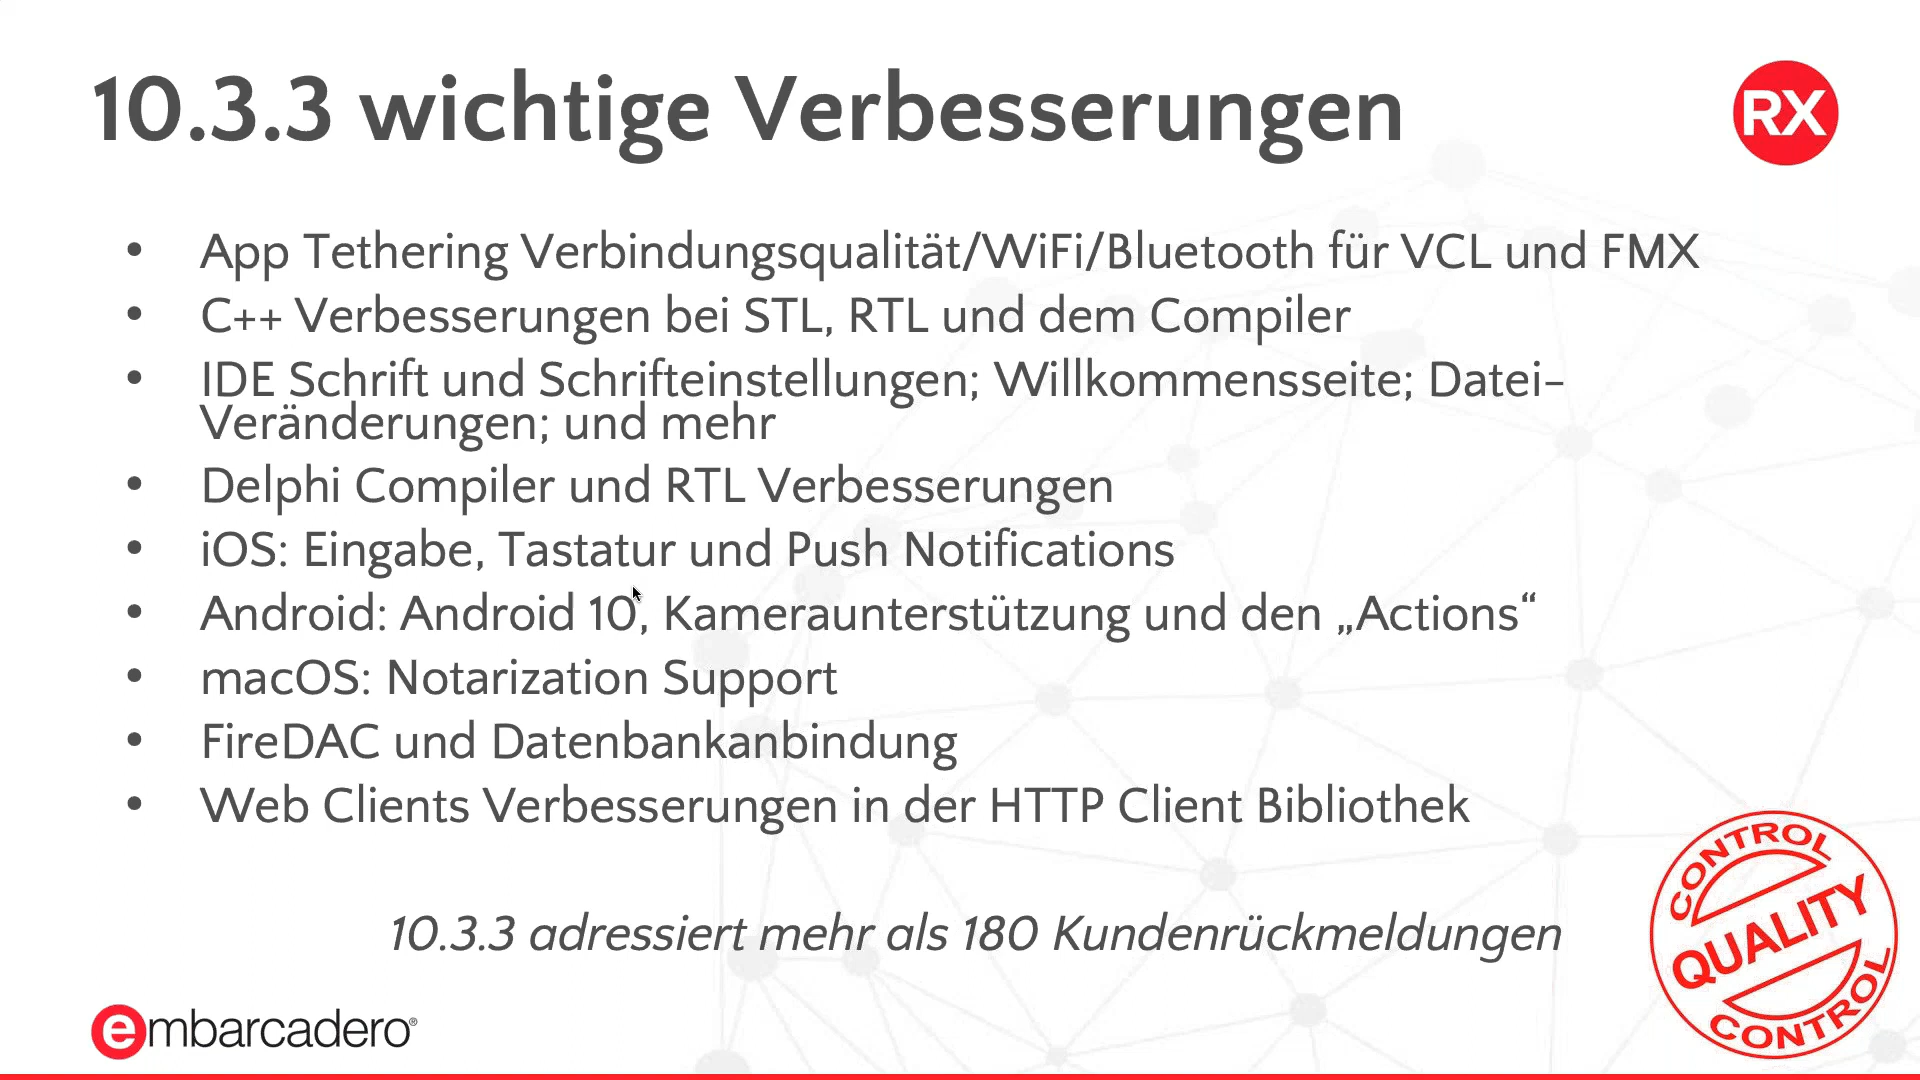 10.3.3 wichtige Verbesserungen
RX
• App Tethering Verbindungsqualität/WiFi/Bluetooth für VCL und FMX
• C++ Verbesserungen bei STL, RTL und dem Compiler
• IDE Schrift und Schrifteinstellungen; Willkommensseite; Datei-
Veränderungen; und mehr
• Delphi Compiler und RTL Verbesserungen
• iOS: Eingabe, Tastatur und Push Notifications
• Android: Android 10, Kameraunterstützung und den „Actions“
• macOS: Notarization Support
• FireDAC und Datenbankanbindung
• Web Clients Verbesserungen in der HTTP Client Bibliothek
10.3.3 adressiert mehr als 180 Kundenrückmeldungen
CONTROL
QUALITY
CONTROL
embarcadero®